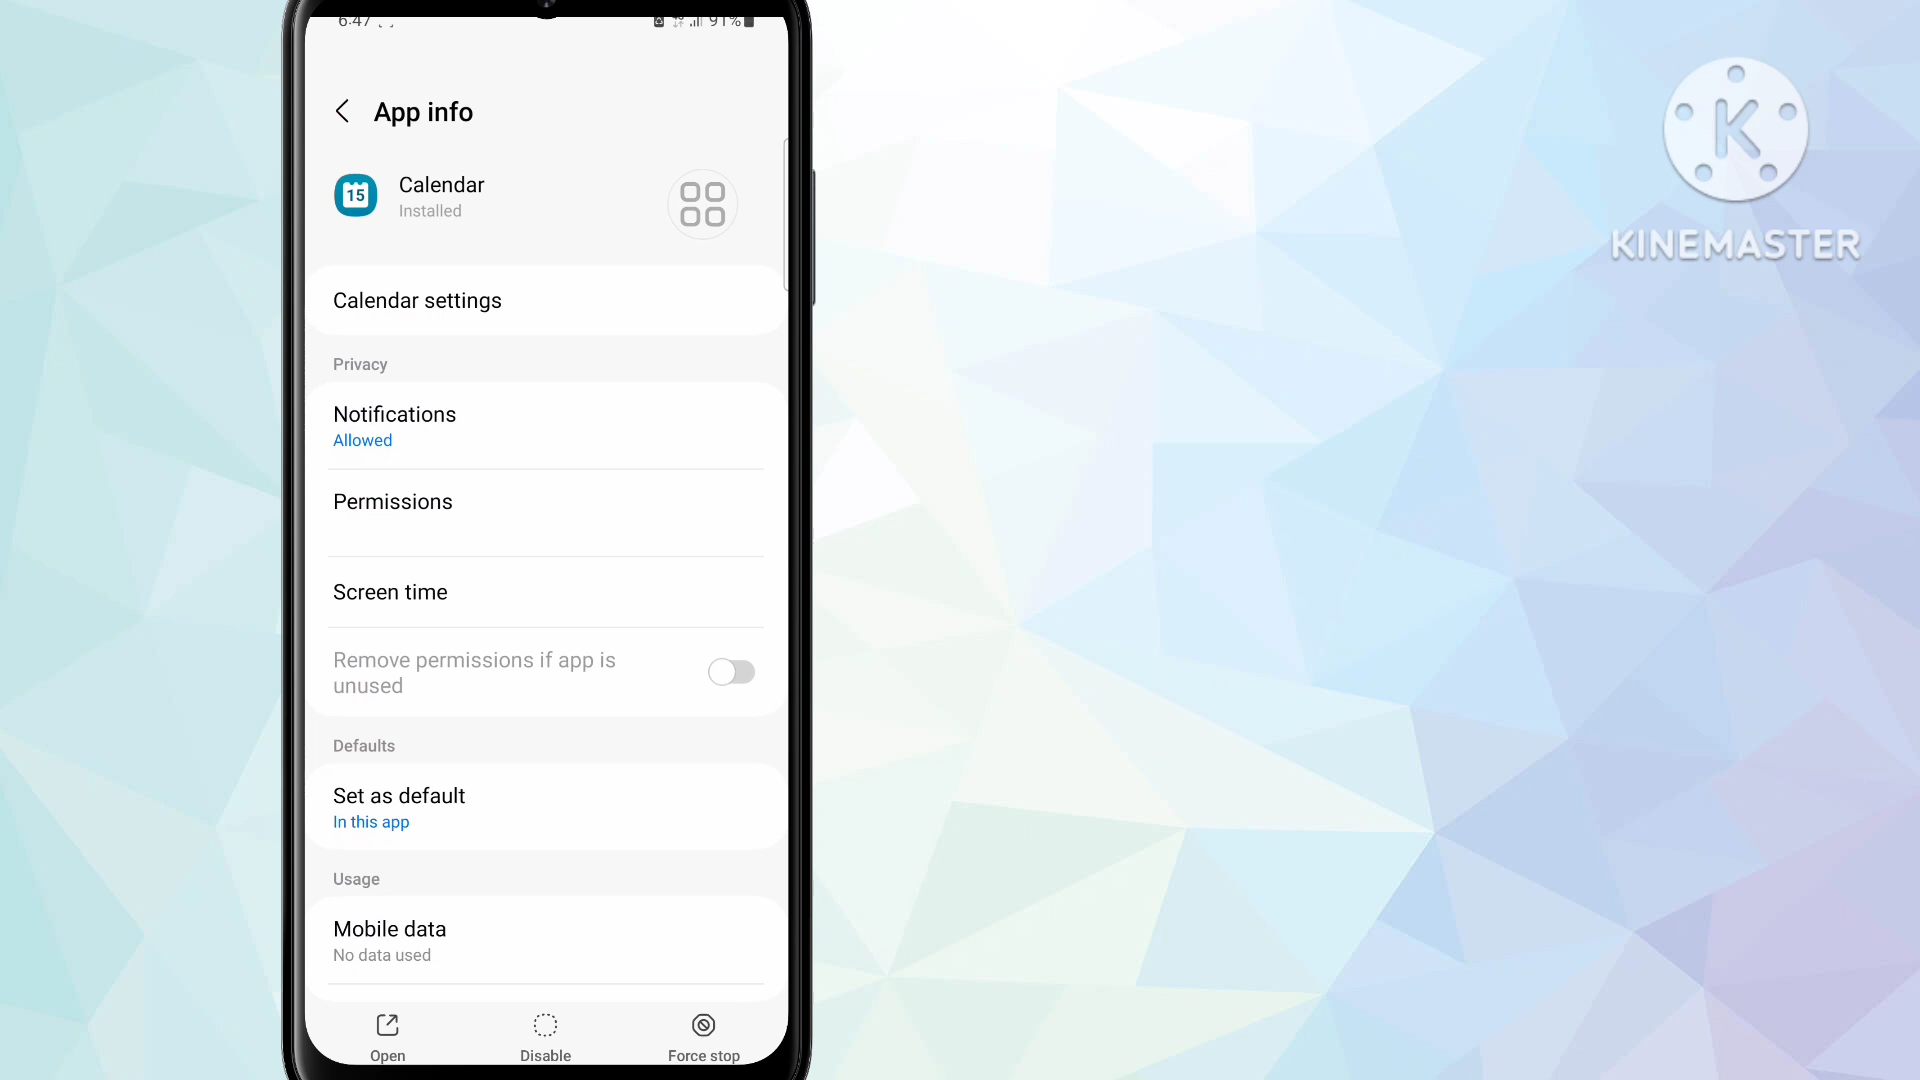 6:47
91%
App info
15
Calendar
Installed
Calendar settings
Privacy
Notifications
Allowed
Permissions
Screen time
Remove permissions if app is
unused
Defaults
Set as default
In this app
Usage
Mobile data
No data used
Open
Disable
Force stop
K
KINEMASTER